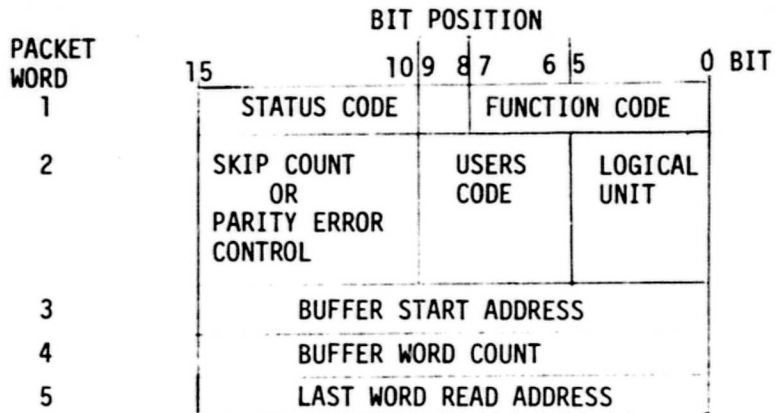 BIT POSITION
PACKET
WORD
15 10 9 8 7 6 5 0 BIT
1 STATUS CODE FUNCTION CODE
2 SKIP COUNT USERS LOGICAL
OR CODE UNIT
PARITY ERROR
CONTROL
3 BUFFER START ADDRESS
4 BUFFER WORD COUNT
5 LAST WORD READ ADDRESS